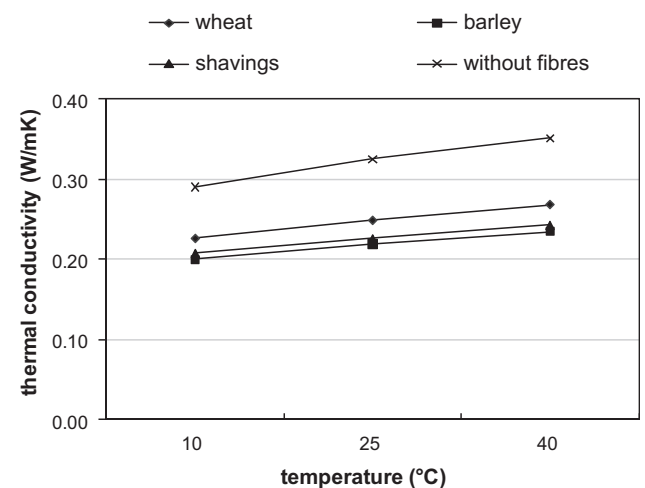 wheat barley
shavings without fibres
0.40
0.30
0.20
0.10
0.00
thermal conductivity (W/mK)
10 25 40
temperature (°C)